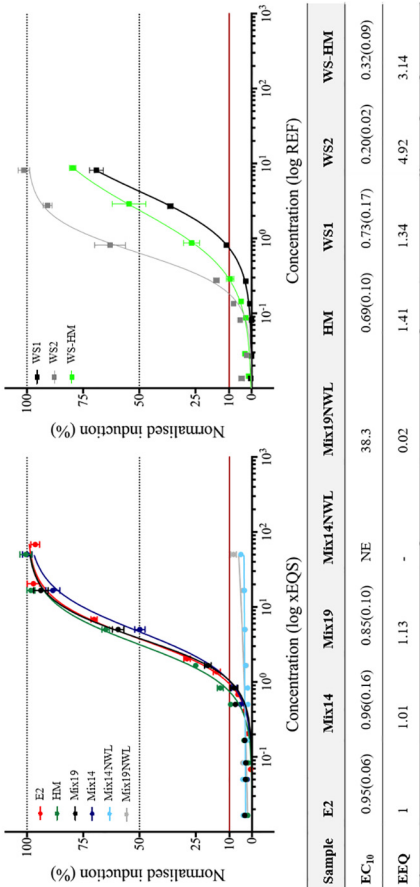 Normalised induction (%)
100
75
50
25
10
0
E2
HM
Mix19
Mix14
Mix14NWL
Mix19NWL
10-1 100 101 102 103
Concentration (log xEQS)
Normalised induction (%)
100
75
50
25
10
0
WS1
WS2
WS-HM
10-1 100 101 102 103
Concentration (log REF)
Sample E2 Mix14 Mix19 Mix14NWL Mix19NWL HM WS1 WS2 WS-HM
EC10 0.95(0.06) 0.96(0.16) 0.85(0.10) NE 38.3 0.69(0.10) 0.73(0.17) 0.20(0.02) 0.32(0.09)
EEQ 1 1.01 1.13 - 0.02 1.41 1.34 4.92 3.14